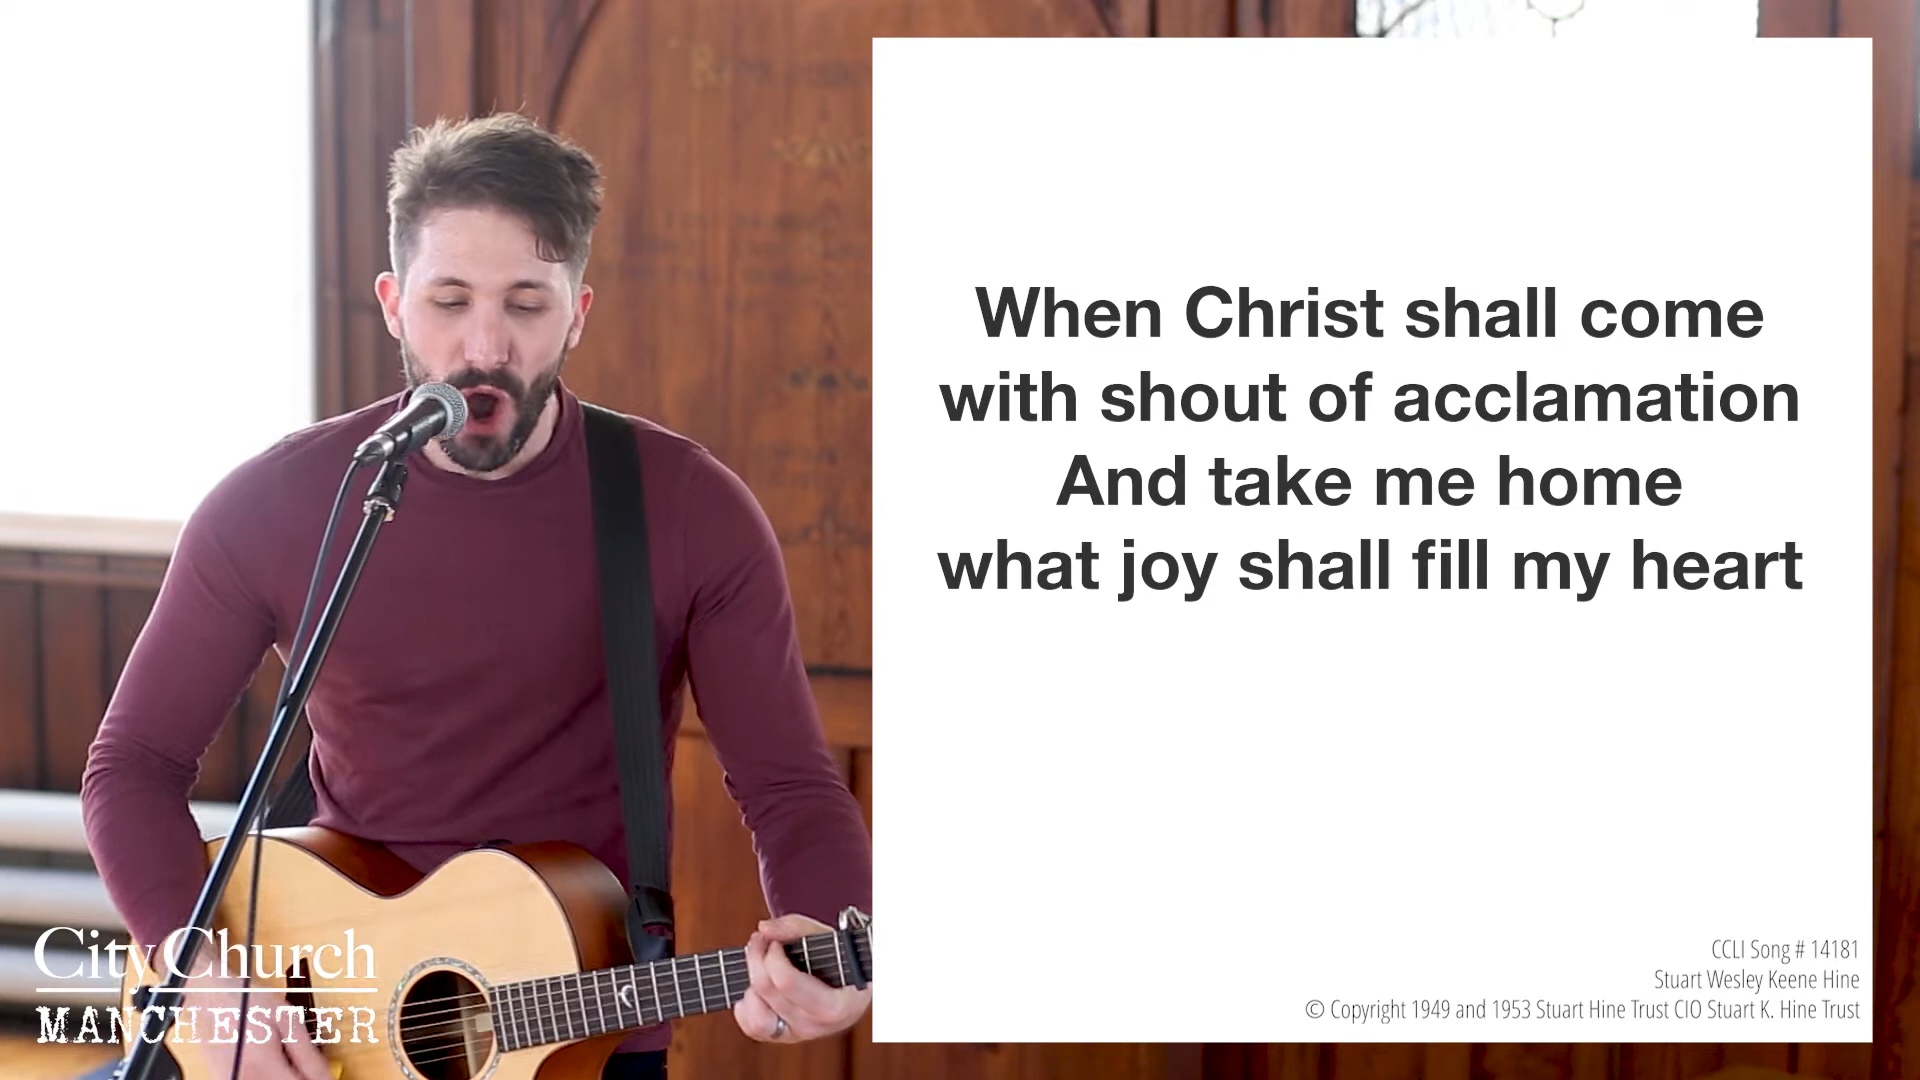 When Christ shall come
with shout of acclamation
And take me home
what joy shall fill my heart
CCLI Song # 14181
Stuart Wesley Keene Hine
© Copyright 1949 and 1953 Stuart Hine Trust CIO Stuart K. Hine Trust
City Church
MANCHESTER